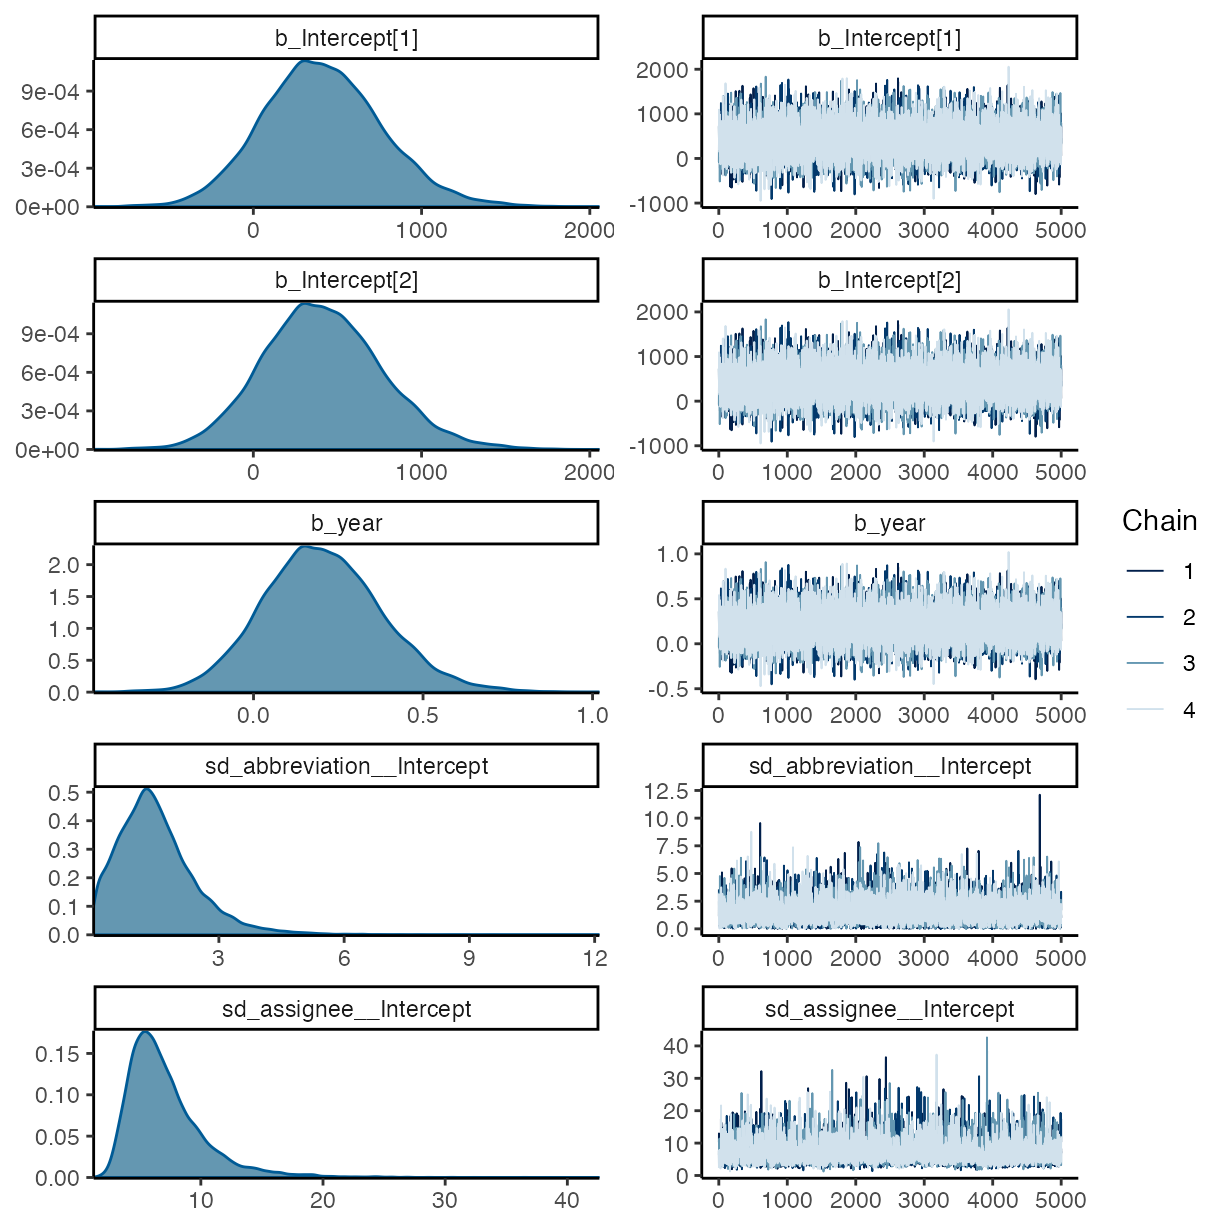 b_Intercept[1]
b_Intercept[1]
9e-04
6e-04
3e-04
0e+00
0 1000 2000
2000
1000
0
-1000
0 1000 2000 3000 4000 5000
b_Intercept[2]
b_Intercept[2]
9e-04
6e-04
3e-04
0e+00
0 1000 2000
2000
1000
0
-1000
0 1000 2000 3000 4000 5000
b_year
b_year
2.0
1.5
1.0
0.5
0.0
0.0 0.5 1.0
1.0
0.5
0.0
-0.5
0 1000 2000 3000 4000 5000
sd_abbreviation__Intercept
sd_abbreviation__Intercept
0.5
0.4
0.3
0.2
0.1
0.0
3 6 9 12
12.5
10.0
7.5
5.0
2.5
0.0
0 1000 2000 3000 4000 5000
sd_assignee__Intercept
sd_assignee__Intercept
0.15
0.10
0.05
0.00
10 20 30 40
40
30
20
10
0
0 1000 2000 3000 4000 5000
Chain
1
2
3
4